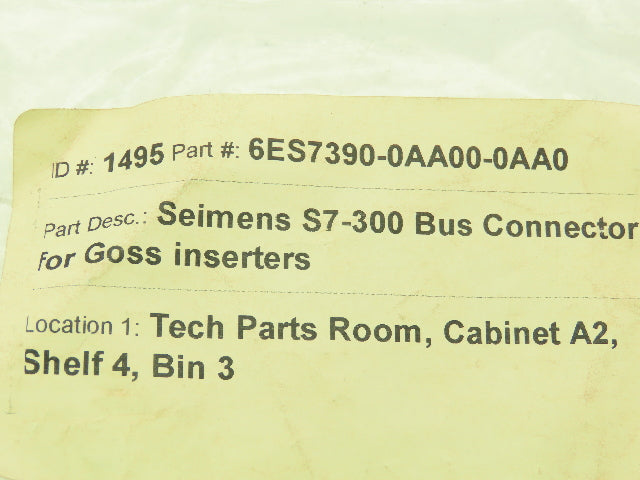 ID #: 1495 Part #: 6ES7390-0AA00-0AA0
Part Desc.: Seimens S7-300 Bus Connector
for Goss inserters
Location 1: Tech Parts Room, Cabinet A2,
Shelf 4, Bin 3